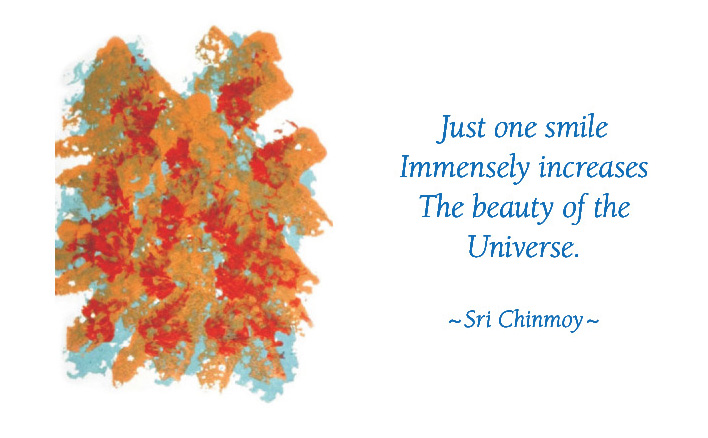 Just one smile
Immensely increases
The beauty of the
Universe.
~Sri Chinmoy~